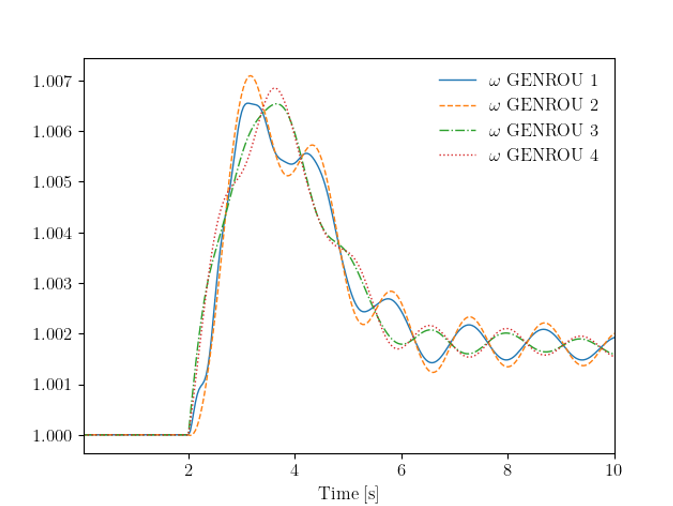 1.007
1.006
1.005
1.004
1.003
1.002
1.001
1.000
ω GENROU 1
ω GENROU 2
ω GENROU 3
ω GENROU 4
2 4 6 8 10
Time [s]